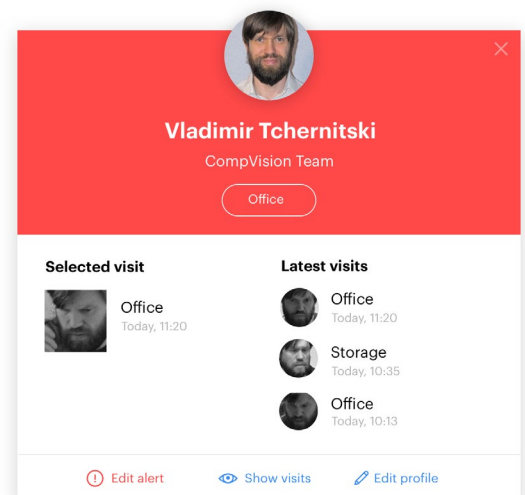 Vladimir Tchernitski
CompVision Team
Office
Selected visit
Office
Today, 11:20
Latest visits
Office
Today, 11:20
Storage
Today, 10:35
Office
Today, 10:13
Edit alert
Show visits
Edit profile